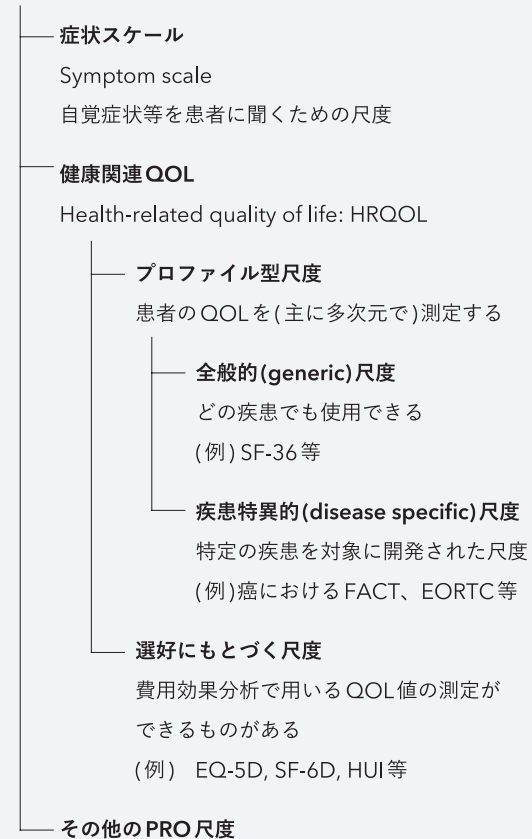 症状スケール
Symptom scale
自覚症状等を患者に聞くための尺度
健康関連QOL
Health-related quality of life: HRQOL
プロファイル型尺度
患者のQOLを(主に多次元で)測定する
全般的(generic)尺度
どの疾患でも使用できる
(例)SF-36等
疾患特異的(disease specific)尺度
特定の疾患を対象に開発された尺度
(例)癌におけるFACT、EORTC等
選好にもとづく尺度
費用効果分析で用いるQOL値の測定が
できるものがある
(例) EQ-5D, SF-6D, HUI等
その他のPRO尺度